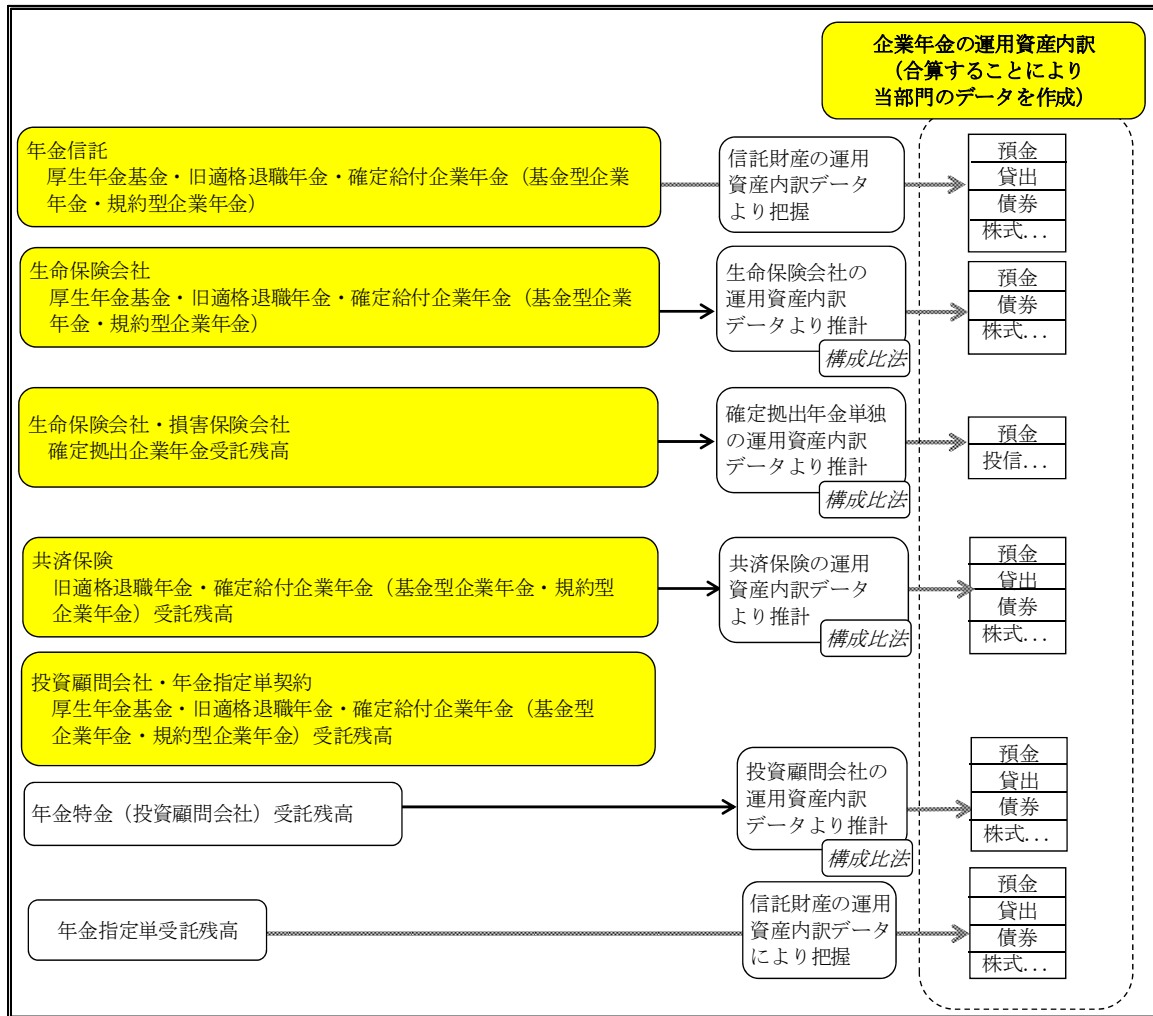 企業年金の運用資産内訳
（合算することにより
当部門のデータを作成）
年金信託
厚生年金基金・旧適格退職年金・確定給付企業年金（基金型企業
年金・規約型企業年金）
信託財産の運用
資産内訳データ
より把握
預金
貸出
債券
株式...
生命保険会社
厚生年金基金・旧適格退職年金・確定給付企業年金（基金型企業
年金・規約型企業年金）
生命保険会社の
運用資産内訳
データより推計
構成比法
預金
債券
株式...
生命保険会社・損害保険会社
確定拠出企業年金受託残高
確定拠出年金単独
の運用資産内訳
データより推計
構成比法
預金
投信...
共済保険
旧適格退職年金・確定給付企業年金（基金型企業年金・規約型
企業年金）受託残高
共済保険の運用
資産内訳データ
より推計
構成比法
預金
貸出
債券
株式...
投資顧問会社・年金指定単契約
厚生年金基金・旧適格退職年金・確定給付企業年金（基金型
企業年金・規約型企業年金）受託残高
年金特金（投資顧問会社）受託残高
投資顧問会社の
運用資産内訳
データより推計
構成比法
預金
貸出
債券
株式...
年金指定単受託残高
信託財産の運用
資産内訳データ
により把握
預金
貸出
債券
株式...